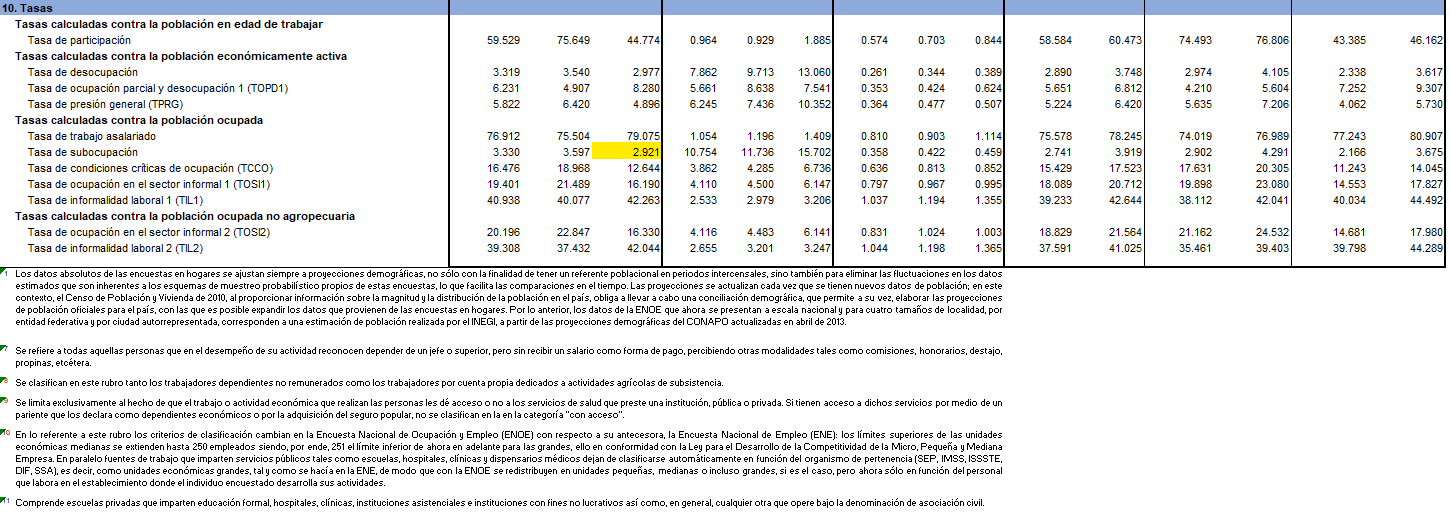 10. Tasas
Tasas calculadas contra la población en edad de trabajar
Tasa de participación 59.529 75.649 44.774 0.964 0.929 1.885 0.574 0.703 0.844 58.584 60.473 74.493 76.806 43.385 46.162
Tasas calculadas contra la población económicamente activa
Tasa de desocupación 3.319 3.540 2.977 7.862 9.713 13.060 0.261 0.344 0.389 2.890 3.748 2.974 4.105 2.338 3.617
Tasa de ocupación parcial y desocupación 1 (TOPD1) 6.231 4.907 8.280 5.661 8.638 7.541 0.353 0.424 0.624 5.651 6.812 4.210 5.604 7.252 9.307
Tasa de presión general (TPRG) 5.822 6.420 4.896 6.245 7.436 10.352 0.364 0.477 0.507 5.224 6.420 5.635 7.206 4.062 5.730
Tasas calculadas contra la población ocupada
Tasa de trabajo asalariado 76.912 75.504 79.075 1.054 1.196 1.409 0.810 0.903 1.114 75.578 78.245 74.019 76.989 77.243 80.907
Tasa de subocupación 3.330 3.597 2.921 10.754 11.736 15.702 0.358 0.422 0.459 2.741 3.919 2.902 4.291 2.166 3.675
Tasa de condiciones críticas de ocupación (TCCO) 16.476 18.968 12.644 3.862 4.285 6.736 0.636 0.813 0.852 15.429 17.523 17.631 20.305 11.243 14.045
Tasa de ocupación en el sector informal 1 (TOSI1) 19.401 21.489 16.190 4.110 4.500 6.147 0.797 0.967 0.995 18.089 20.712 19.898 23.080 14.553 17.827
Tasa de informalidad laboral 1 (TIL1) 40.938 40.077 42.263 2.533 2.979 3.206 1.037 1.194 1.355 39.233 42.644 38.112 42.041 40.034 44.492
Tasas calculadas contra la población ocupada no agropecuaria
Tasa de ocupación en el sector informal 2 (TOSI2) 20.196 22.847 16.330 4.116 4.483 6.141 0.831 1.024 1.003 18.829 21.564 21.162 24.532 14.681 17.980
Tasa de informalidad laboral 2 (TIL2) 39.308 37.432 42.044 2.655 3.201 3.247 1.044 1.198 1.365 37.591 41.025 35.461 39.403 39.798 44.289
1 Los datos absolutos de las encuestas en hogares se ajustan siempre a proyecciones demográficas, no sólo con la finalidad de tener un referente poblacional en periodos intercensales, sino también para eliminar las fluctuaciones en los datos
estimados que son inherentes a los esquemas de muestreo probabilístico propios de estas encuestas, lo que facilita las comparaciones en el tiempo. Las proyecciones se actualizan cada vez que se tienen nuevos datos de población; en este
contexto, el Censo de Población y Vivienda de 2010, al proporcionar información sobre la magnitud y la distribución de la población en el país, obliga a llevar a cabo una conciliación demográfica, que permite a su vez, elaborar las proyecciones
de población oficiales para el país, con las que es posible expandir los datos que provienen de las encuestas en hogares. Por lo anterior, los datos de la ENOE que ahora se presentan a escala nacional y para cuatro tamaños de localidad, por
entidad federativa y por ciudad autorrepresentada, corresponden a una estimación de población realizada por el INEGI, a partir de las proyecciones demográficas del CONAPO actualizadas en abril de 2013.
7 Se refiere a todas aquellas personas que en el desempeño de su actividad reconocen depender de un jefe o superior, pero sin recibir un salario como forma de pago, percibiendo otras modalidades tales como comisiones, honorarios, destajo,
propinas, etcétera.
8 Se clasifican en este rubro tanto los trabajadores dependientes no remunerados como los trabajadores por cuenta propia dedicados a actividades agrícolas de subsistencia.
9 Se limita exclusivamente al hecho de que el trabajo o actividad económica que realizan las personas les dé acceso o no a los servicios de salud que preste una institución, pública o privada. Si tienen acceso a dichos servicios por medio de un
pariente que los declara como dependientes económicos o por la adquisición del seguro popular, no se clasifican en la en la categoría "con acceso".
10 En lo referente a este rubro los criterios de clasificación cambian en la Encuesta Nacional de Ocupación y Empleo (ENOE) con respecto a su antecesora, la Encuesta Nacional de Empleo (ENE): los límites superiores de las unidades
económicas medianas se extienden hasta 250 empleados siendo, por ende, 251 el límite inferior de ahora en adelante para las grandes, ello en conformidad con la Ley para el Desarrollo de la Competitividad de la Micro, Pequeña y Mediana
Empresa. En paralelo fuentes de trabajo que imparten servicios públicos tales como escuelas, hospitales, clínicas y dispensarios médicos dejan de clasificarse automáticamente en función del organismo de pertenencia (SEP, IMSS, ISSSTE,
DIF, SSA), es decir, como unidades económicas grandes, tal y como se hacía en la ENE, de modo que con la ENOE se redistribuyen en unidades pequeñas, medianas o incluso grandes, si es el caso, pero ahora sólo en función del personal
que labora en el establecimiento donde el individuo encuestado desarrolla sus actividades.
11 Comprende escuelas privadas que imparten educación formal, hospitales, clínicas, instituciones asistenciales e instituciones con fines no lucrativos así como, en general, cualquier otra que opere bajo la denominación de asociación civil.